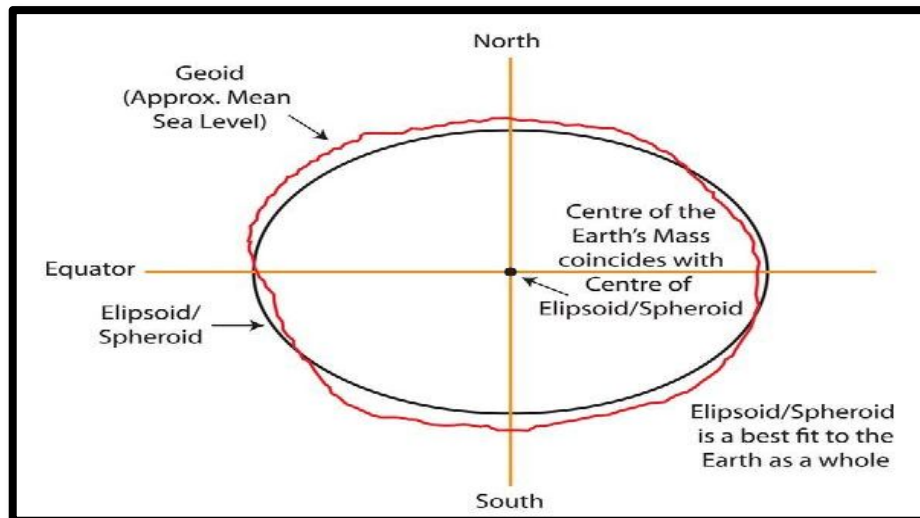 North
Geoid
(Approx. Mean
Sea Level)
Centre of the
Earth's Mass
coincides with
Centre of
Elipsoid/Spheroid
Equator
Elipsoid/
Spheroid
Elipsoid/Spheroid
is a best fit to the
Earth as a whole
South